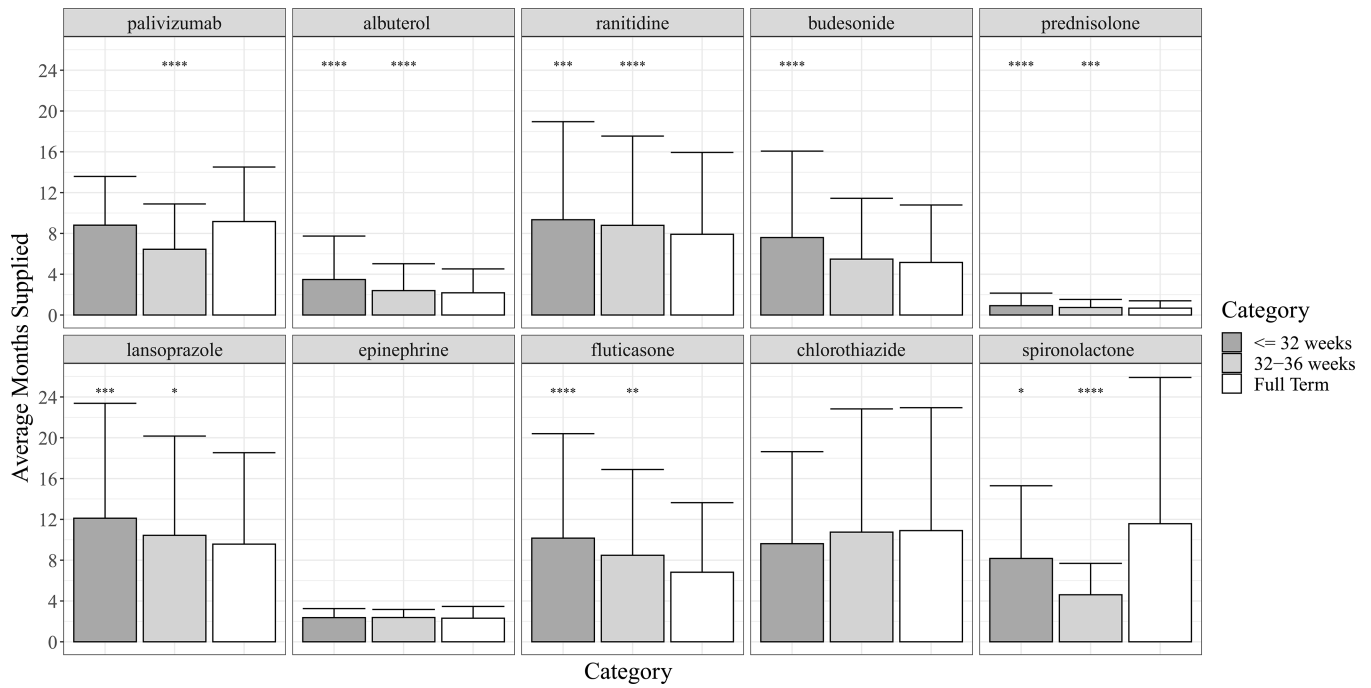 palivizumab albuterol ranitidine budesonide prednisolone
**** **** **** *** **** **** **** ***
24
20
16
12
8
4
0
lansoprazole epinephrine fluticasone chlorothiazide spironolactone
*** * **** ** * ****
24
20
16
12
8
4
0
Average Months Supplied
Category
Category
<= 32 weeks
32−36 weeks
Full Term